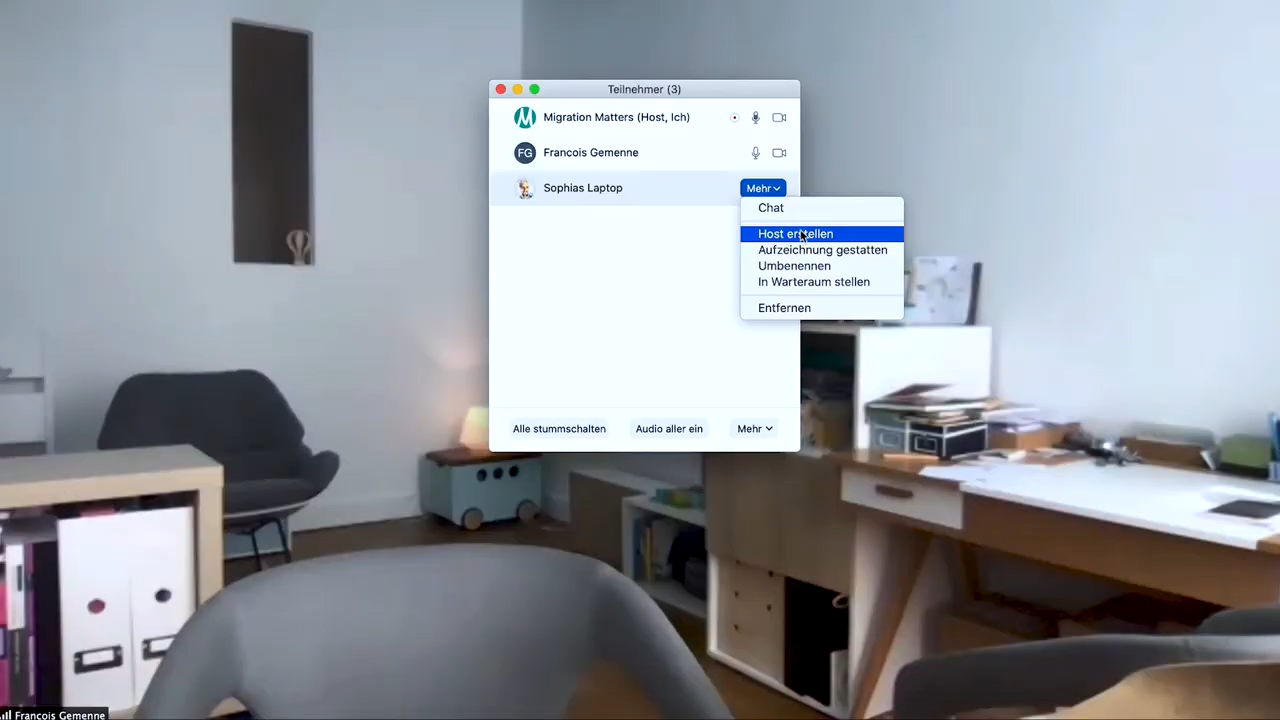 Teilnehmer (3)
Migration Matters (Host, Ich)
FG Francois Gemenne
Sophias Laptop Mehr
Chat
Host erstellen
Aufzeichnung gestatten
Umbenennen
In Warteraum stellen
Entfernen
Alle stummschalten Audio aller ein Mehr
Francois Gemenne